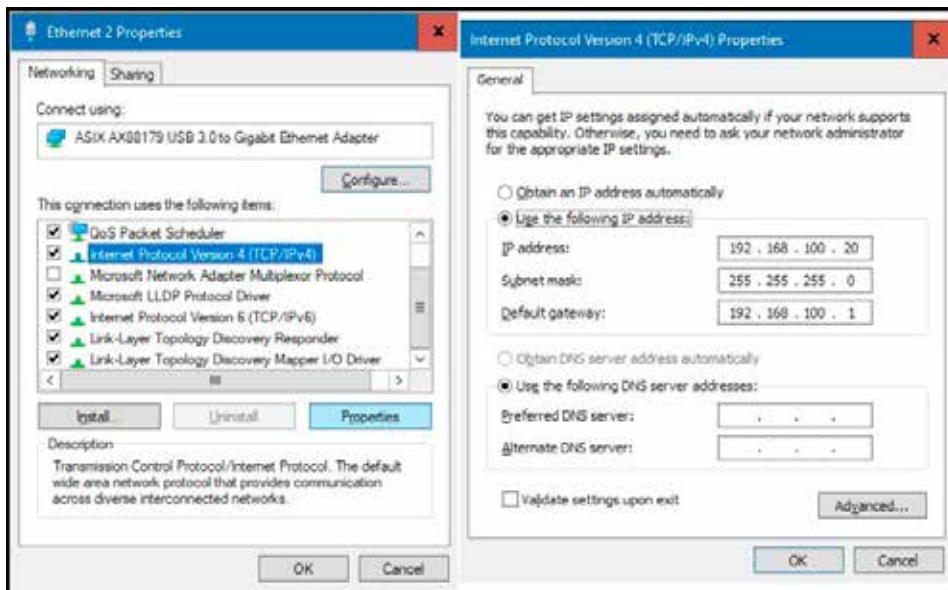 Ethernet 2 Properties
Networking
Sharing
Connect using:
ASIX AX88179 USB 3.0 to Gigabit Ethernet Adapter
Configure...
This connection uses the following items:
QoS Packet Scheduler
Internet Protocol Version 4 (TCP/IPv4)
Microsoft Network Adapter Multiplexor Protocol
Microsoft LLDP Protocol Driver
Internet Protocol Version 6 (TCP/IPv6)
Link-Layer Topology Discovery Responder
Link-Layer Topology Discovery Mapper I/O Driver
Install...
Uninstall
Properties
Description
Transmission Control Protocol/Internet Protocol. The default
wide area network protocol that provides communication
across diverse interconnected networks.
OK
Cancel
Internet Protocol Version 4 (TCP/IPv4) Properties
General
You can get IP settings assigned automatically if your network supports
this capability. Otherwise, you need to ask your network administrator
for the appropriate IP settings.
Obtain an IP address automatically
Use the following IP address:
IP address: 192 . 168 . 100 . 20
Subnet mask: 255 . 255 . 255 . 0
Default gateway: 192 . 168 . 100 . 1
Obtain DNS server address automatically
Use the following DNS server addresses:
Preferred DNS server: . . .
Alternate DNS server: . . .
Validate settings upon exit
Advanced...
OK
Cancel